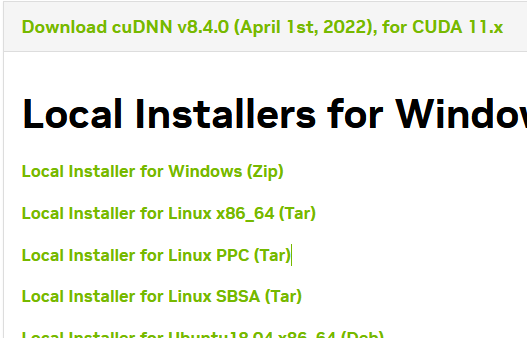 Download cuDNN v8.4.0 (April 1st, 2022), for CUDA 11.x
Local Installers for Windo
Local Installer for Windows (Zip)
Local Installer for Linux x86_64 (Tar)
Local Installer for Linux PPC (Tar)
Local Installer for Linux SBSA (Tar)
Local Installer for Ubuntu18.04 x86_64 (Deb)